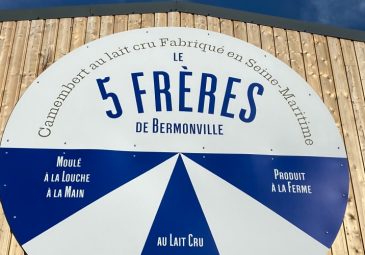 Camembert au lait cru Fabriqué en Seine-Maritime
LE
5 FRÈRES
DE BERMONVILLE
MOULÉ
À LA LOUCHE
À LA MAIN
PRODUIT
À LA FERME
AU LAIT CRU